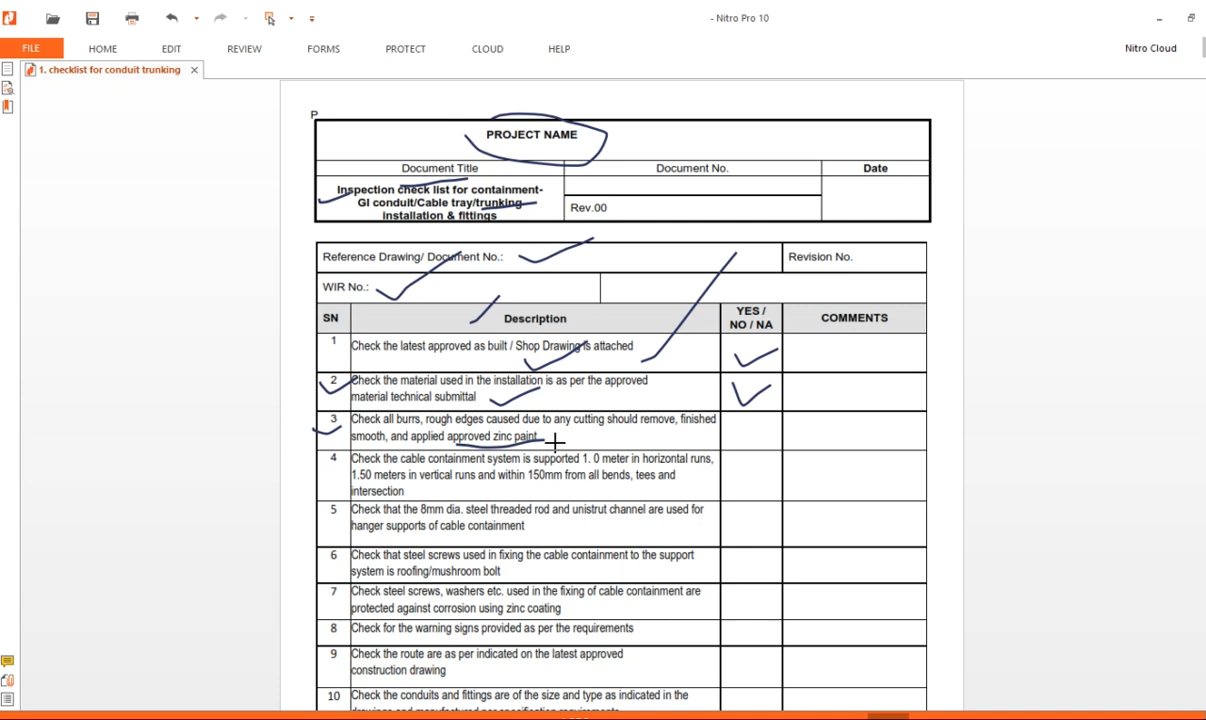 - Nitro Pro 10
FILE HOME EDIT REVIEW FORMS PROTECT CLOUD HELP Nitro Cloud
1. checklist for conduit trunking
P
PROJECT NAME
Document Title Document No. Date
Inspection check list for containment-
GI conduit/Cable tray/trunking
installation & fittings
Rev.00
Reference Drawing/ Document No.: Revision No.
WIR No.:
SN Description YES / NO / NA COMMENTS
1 Check the latest approved as built / Shop Drawing is attached
2 Check the material used in the installation is as per the approved
material technical submittal
3 Check all burrs, rough edges caused due to any cutting should remove, finished
smooth, and applied approved zinc paint
4 Check the cable containment system is supported 1. 0 meter in horizontal runs,
1.50 meters in vertical runs and within 150mm from all bends, tees and
intersection
5 Check that the 8mm dia. steel threaded rod and unistrut channel are used for
hanger supports of cable containment
6 Check that steel screws used in fixing the cable containment to the support
system is roofing/mushroom bolt
7 Check steel screws, washers etc. used in the fixing of cable containment are
protected against corrosion using zinc coating
8 Check for the warning signs provided as per the requirements
9 Check the route are as per indicated on the latest approved
construction drawing
10 Check the conduits and fittings are of the size and type as indicated in the
drawings and manufactured per specification requirements